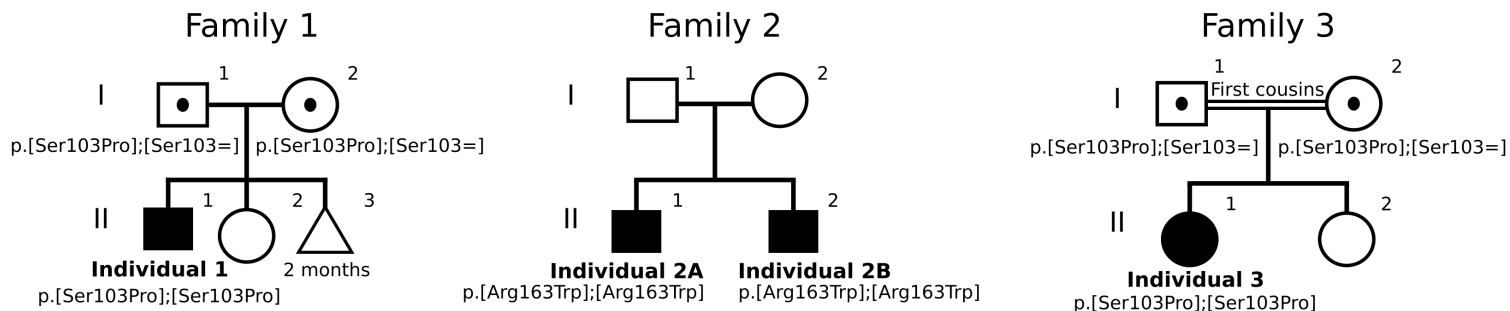 Family 1
Family 2
Family 3
I
1
2
p.[Ser103Pro];[Ser103=]
p.[Ser103Pro];[Ser103=]
II
1
2
3
2 months
Individual 1
p.[Ser103Pro];[Ser103Pro]
I
1
2
II
1
2
Individual 2A
Individual 2B
p.[Arg163Trp];[Arg163Trp]
p.[Arg163Trp];[Arg163Trp]
I
1
2
First cousins
p.[Ser103Pro];[Ser103=]
p.[Ser103Pro];[Ser103=]
II
1
2
Individual 3
p.[Ser103Pro];[Ser103Pro]